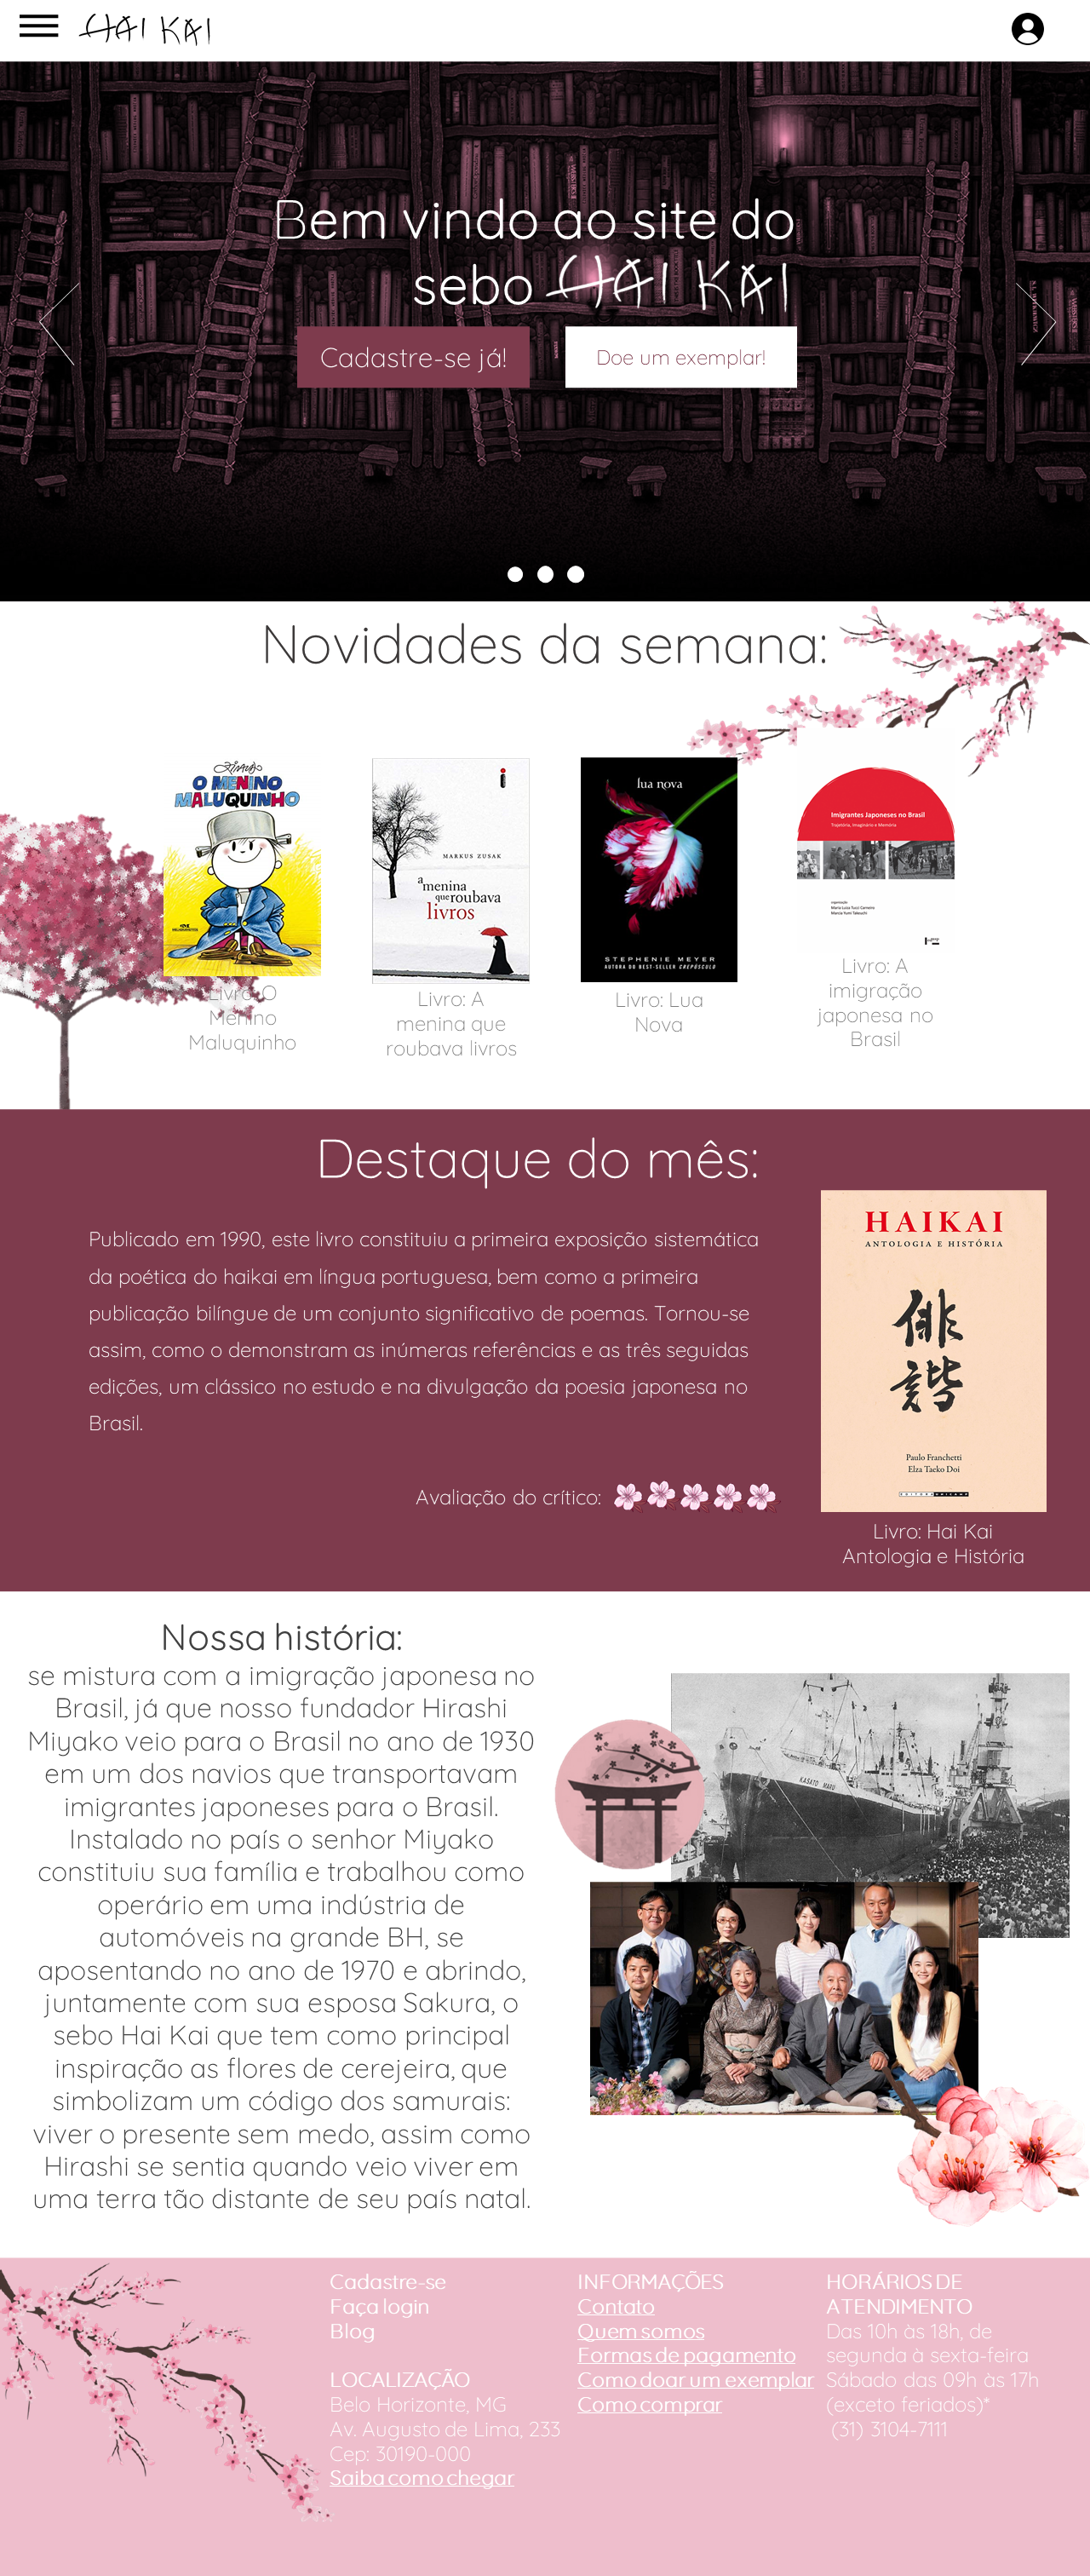 HAI KAI
Bem vindo ao site do
sebo HAI KAI
Cadastre-se já!
Doe um exemplar!
Novidades da semana:
O MENINO
MALUQUINHO
Livro: O
Menino
Maluquinho
MARKUS ZUSAK
a menina
que roubava
livros
Livro: A
menina que
roubava livros
lua nova
STEPHENIE MEYER
AUTORA DO BEST-SELLER CREPÚSCULO
Livro: Lua
Nova
Imigrantes Japoneses no Brasil
Trajetória, Imaginário e Memória
Maria Luiza Tucci Carneiro
Marcia Yumi Takeuchi
Livro: A
imigração
japonesa no
Brasil
Destaque do mês:
Publicado em 1990, este livro constituiu a primeira exposição sistemática
da poética do haikai em língua portuguesa, bem como a primeira
publicação bilíngue de um conjunto significativo de poemas. Tornou-se
assim, como o demonstram as inúmeras referências e as três seguidas
edições, um clássico no estudo e na divulgação da poesia japonesa no
Brasil.
Avaliação do crítico:
HAIKAI
ANTOLOGIA E HISTÓRIA
俳
諧
Paulo Franchetti
Elza Taeko Doi
Livro: Hai Kai
Antologia e História
Nossa história:
se mistura com a imigração japonesa no
Brasil, já que nosso fundador Hirashi
Miyako veio para o Brasil no ano de 1930
em um dos navios que transportavam
imigrantes japoneses para o Brasil.
Instalado no país o senhor Miyako
constituiu sua família e trabalhou como
operário em uma indústria de
automóveis na grande BH, se
aposentando no ano de 1970 e abrindo,
juntamente com sua esposa Sakura, o
sebo Hai Kai que tem como principal
inspiração as flores de cerejeira, que
simbolizam um código dos samurais:
viver o presente sem medo, assim como
Hirashi se sentia quando veio viver em
uma terra tão distante de seu país natal.
KASATO MARU
Cadastre-se
Faça login
Blog
LOCALIZAÇÃO
Belo Horizonte, MG
Av. Augusto de Lima, 233
Cep: 30190-000
Saiba como chegar
INFORMAÇÕES
Contato
Quem somos
Formas de pagamento
Como doar um exemplar
Como comprar
HORÁRIOS DE
ATENDIMENTO
Das 10h às 18h, de
segunda à sexta-feira
Sábado das 09h às 17h
(exceto feriados)*
(31) 3104-7111